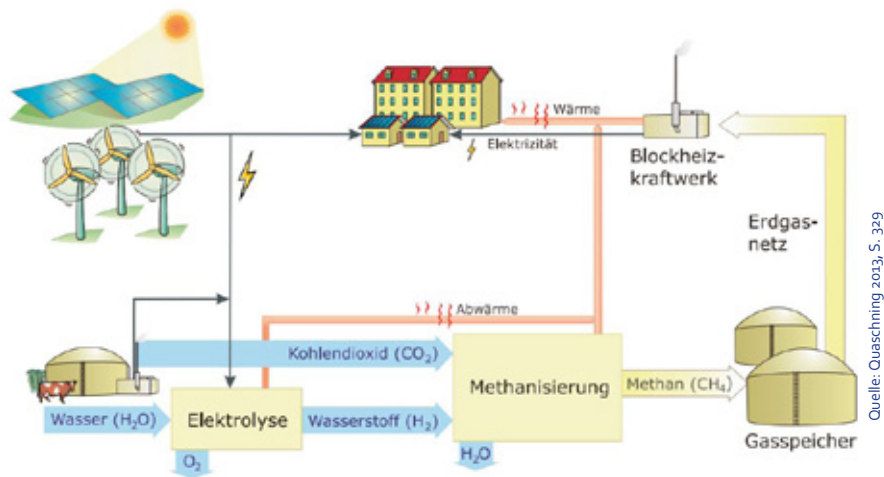 Wärme
Elektrizität
Blockheiz-
kraftwerk
Erdgas-
netz
Abwärme
Kohlendioxid (CO₂)
Methanisierung
Methan (CH₄)
Wasser (H₂O)
Elektrolyse
Wasserstoff (H₂)
Gasspeicher
O₂
H₂O
Quelle: Quaschning 2013, S. 329